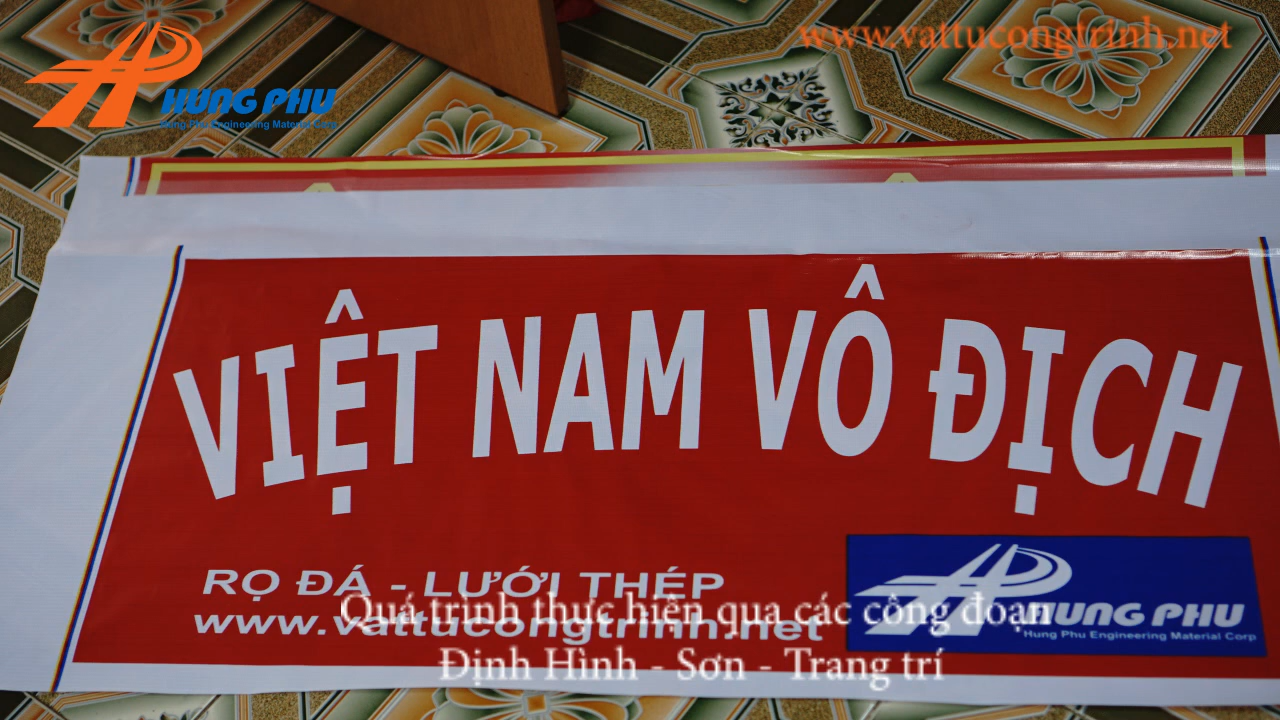 www.vattucongtrinh.net
HUNG PHU
Hung Phu Engineering Material Corp
VIỆT NAM VÔ ĐỊCH
RỌ ĐÁ - LƯỚI THÉP
www.vattucongtrinh.net
HUNG PHU
Hung Phu Engineering Material Corp
Quá trình thực hiện qua các công đoạn
Định Hình - Sơn - Trang trí